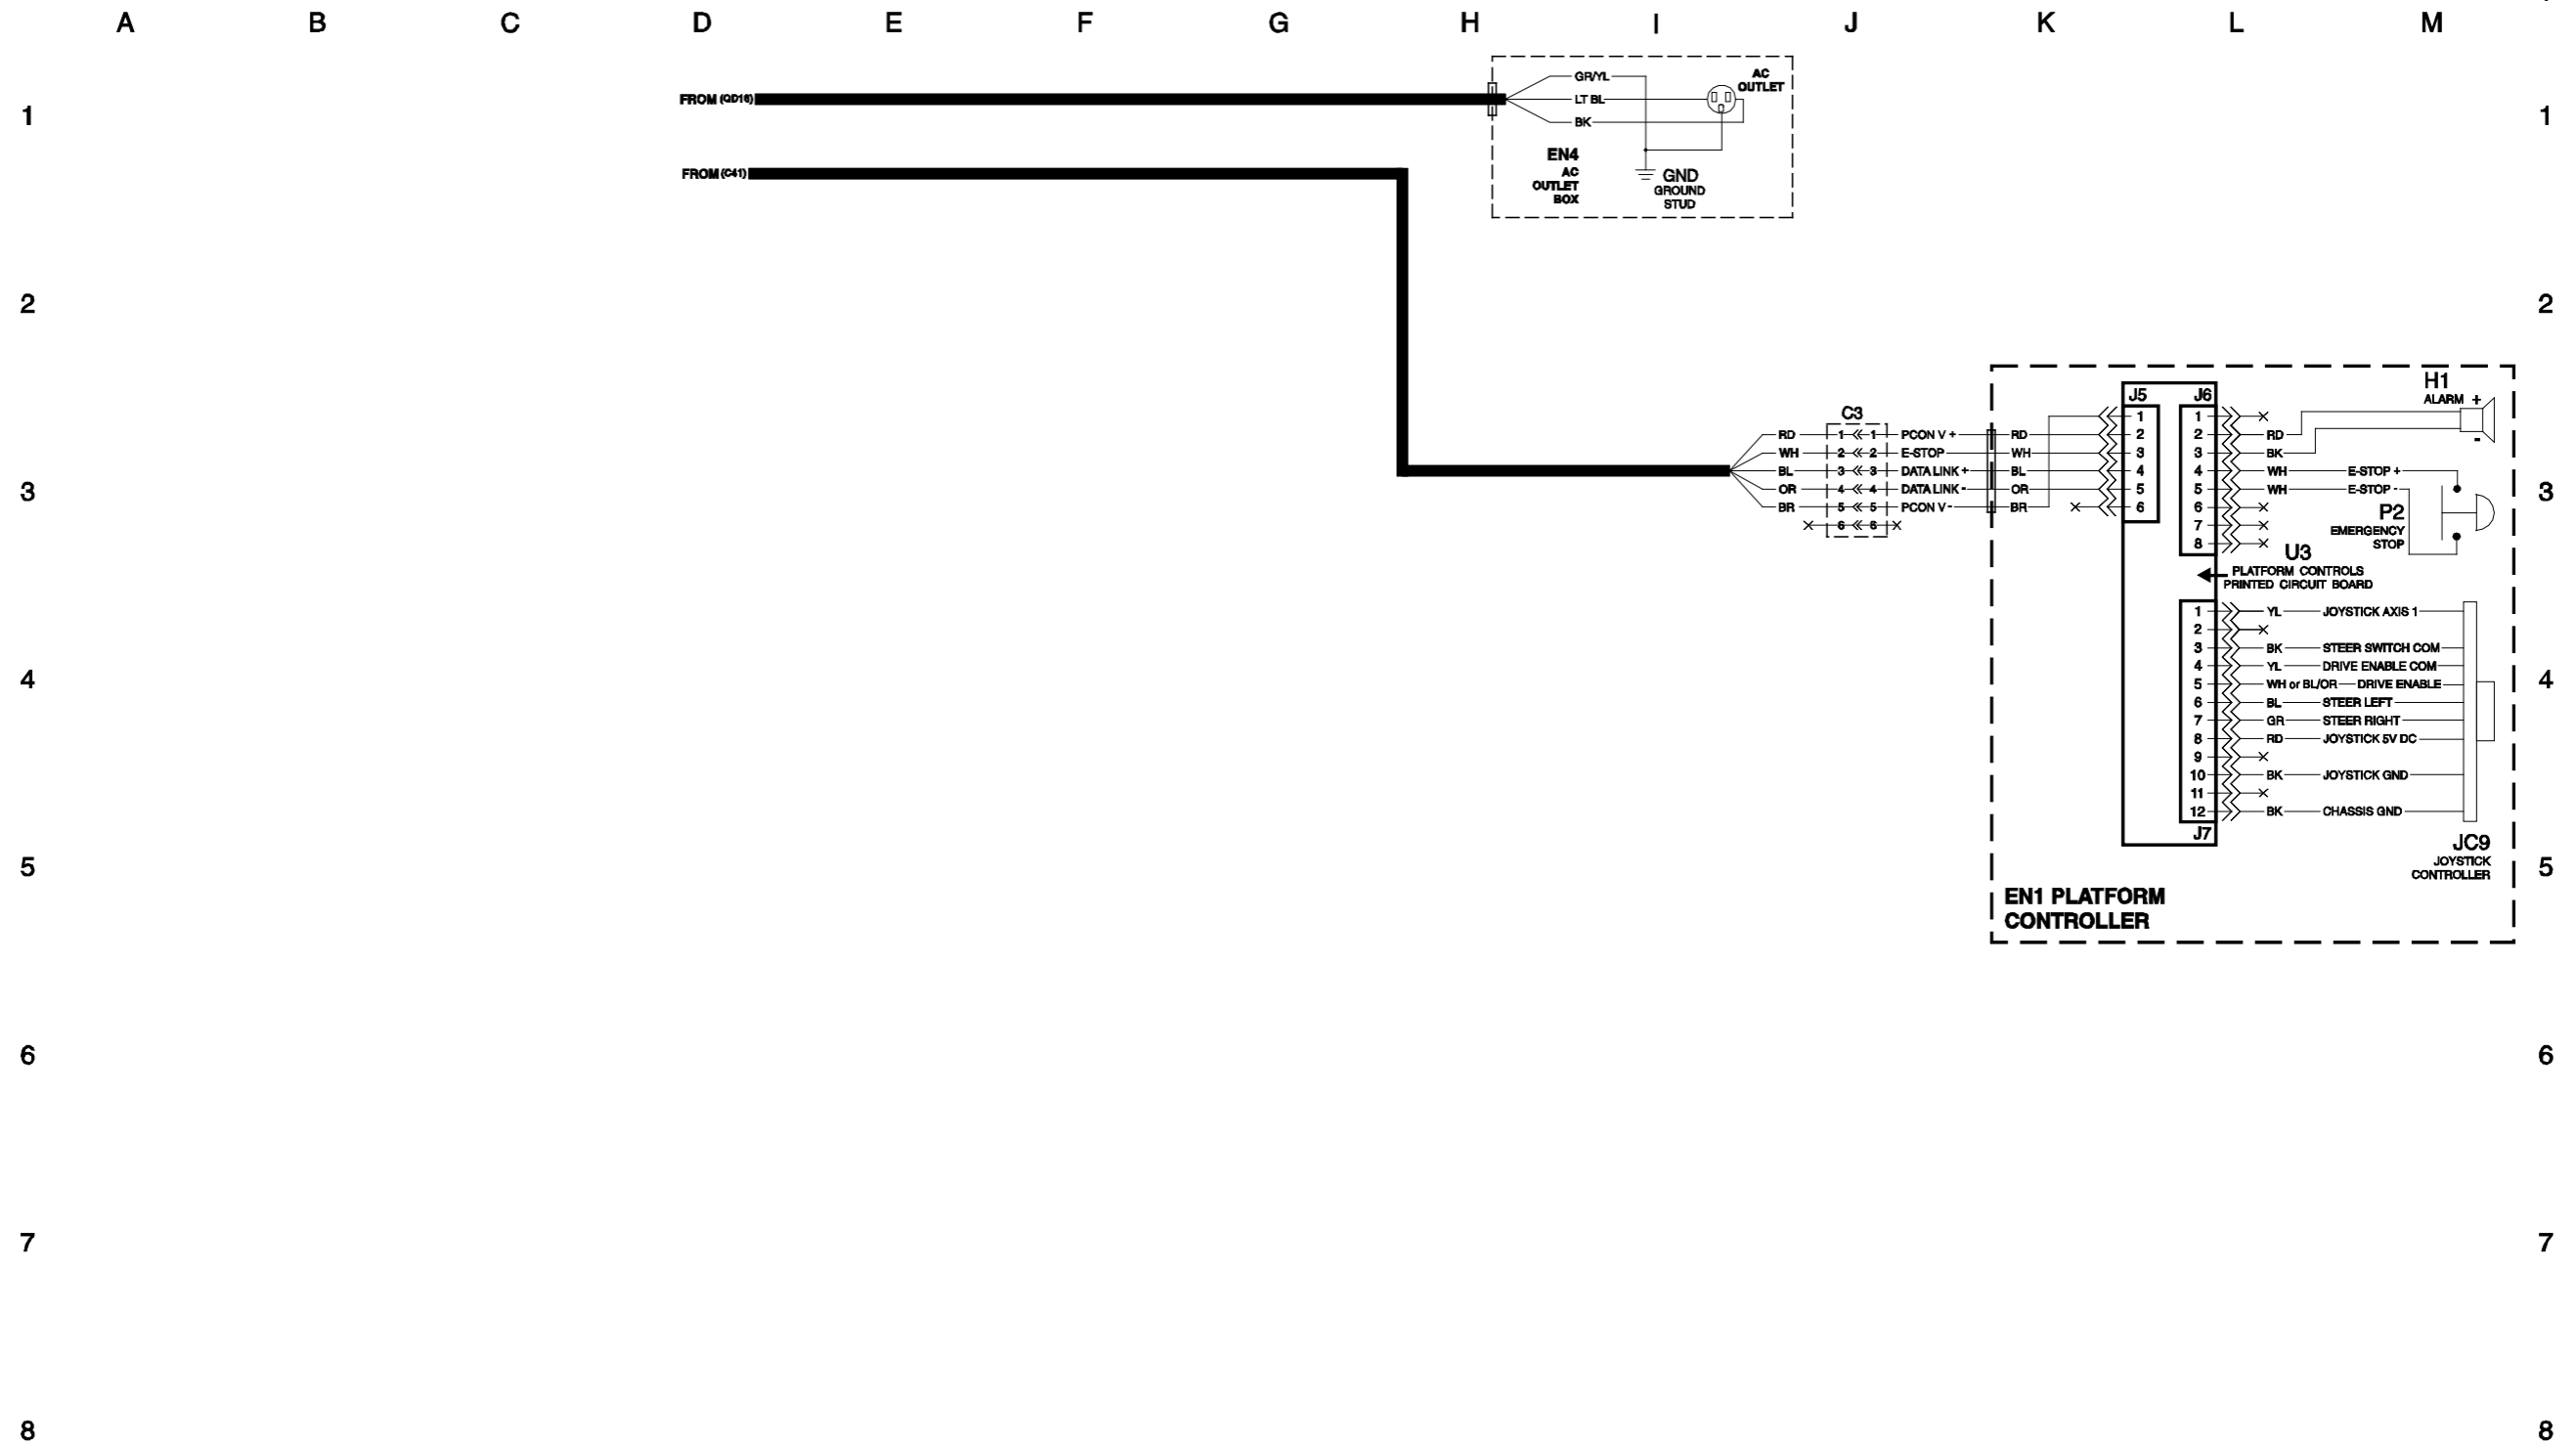 A B C D E F G H I J K L M
1
1
FROM (QD16)
GR/YL
LT BL
BK
AC
OUTLET
EN4
AC
OUTLET
BOX
GND
GROUND
STUD
FROM (C41)
2
2
3
3
C3
RD 1 1 PCON V + RD
WH 2 2 E-STOP WH
BL 3 3 DATA LINK + BL
OR 4 4 DATA LINK - OR
BR 5 5 PCON V - BR
6 6
J5
1
2
3
4
5
6
J6
1
2 RD
3 BK
4 WH E-STOP +
5 WH E-STOP -
6
7
8
H1
ALARM +
-
P2
EMERGENCY
STOP
U3
PLATFORM CONTROLS
PRINTED CIRCUIT BOARD
4
4
1 YL JOYSTICK AXIS 1
2
3 BK STEER SWITCH COM
4 YL DRIVE ENABLE COM
5 WH or BL/OR DRIVE ENABLE
6 BL STEER LEFT
7 GR STEER RIGHT
8 RD JOYSTICK 5V DC
9
10 BK JOYSTICK GND
11
12 BK CHASSIS GND
J7
JC9
JOYSTICK
CONTROLLER
5
5
EN1 PLATFORM
CONTROLLER
6
6
7
7
8
8